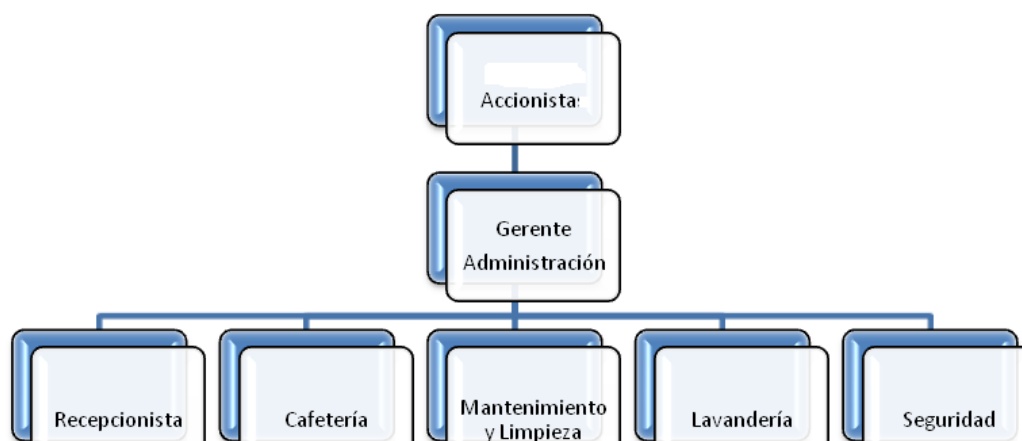 Accionistas
Gerente
Administración
Recepcionista
Cafetería
Mantenimiento
y Limpieza
Lavandería
Seguridad